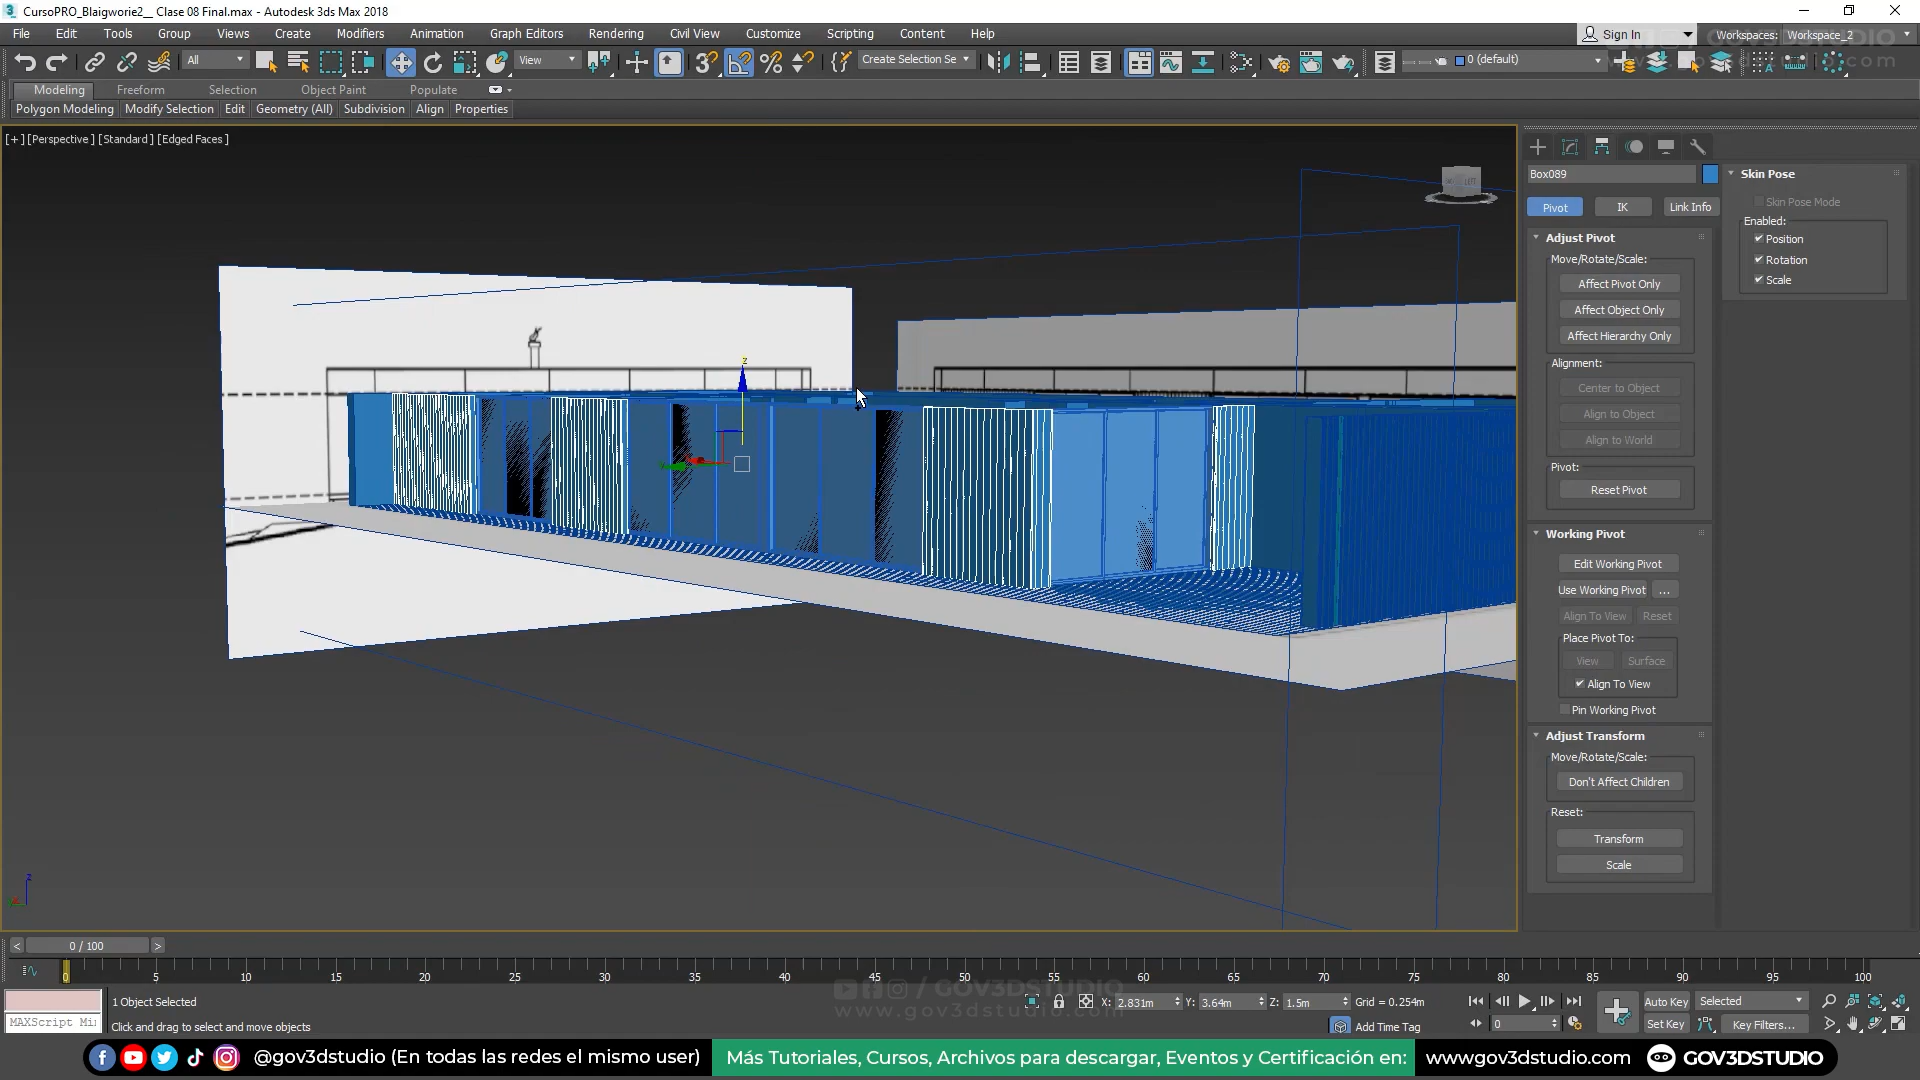 CursoPRO_Blaigworie2__ Clase 08 Final.max - Autodesk 3ds Max 2018
File Edit Tools Group Views Create Modifiers Animation Graph Editors Rendering Civil View Customize Scripting Content Help Sign In Workspaces: Workspace_2
All View Create Selection Se 0 (default)
Modeling Freeform Selection Object Paint Populate
Polygon Modeling Modify Selection Edit Geometry (All) Subdivision Align Properties
[+] [Perspective] [Standard] [Edged Faces]
Box089
Pivot IK Link Info
Adjust Pivot
Move/Rotate/Scale:
Affect Pivot Only
Affect Object Only
Affect Hierarchy Only
Alignment:
Center to Object
Align to Object
Align to World
Pivot:
Reset Pivot
Working Pivot
Edit Working Pivot
Use Working Pivot ...
Align To View Reset
Place Pivot To:
View Surface
Align To View
Pin Working Pivot
Adjust Transform
Move/Rotate/Scale:
Don't Affect Children
Reset:
Transform
Scale
Skin Pose
Skin Pose Mode
Enabled:
Position
Rotation
Scale
z
z
< 0 / 100 >
0 5 10 15 20 25 30 35 40 45 50 55 60 65 70 75 80 85 90 95 100
1 Object Selected X: 2.831m Y: 3.64m Z: 1.5m Grid = 0.254m Auto Key Selected
MAXScript Mi Click and drag to select and move objects Add Time Tag 0 Set Key Key Filters...
/ GOV3DSTUDIO
www.gov3dstudio.com
@gov3dstudio (En todas las redes el mismo user) Más Tutoriales, Cursos, Archivos para descargar, Eventos y Certificación en: www.gov3dstudio.com GOV3DSTUDIO